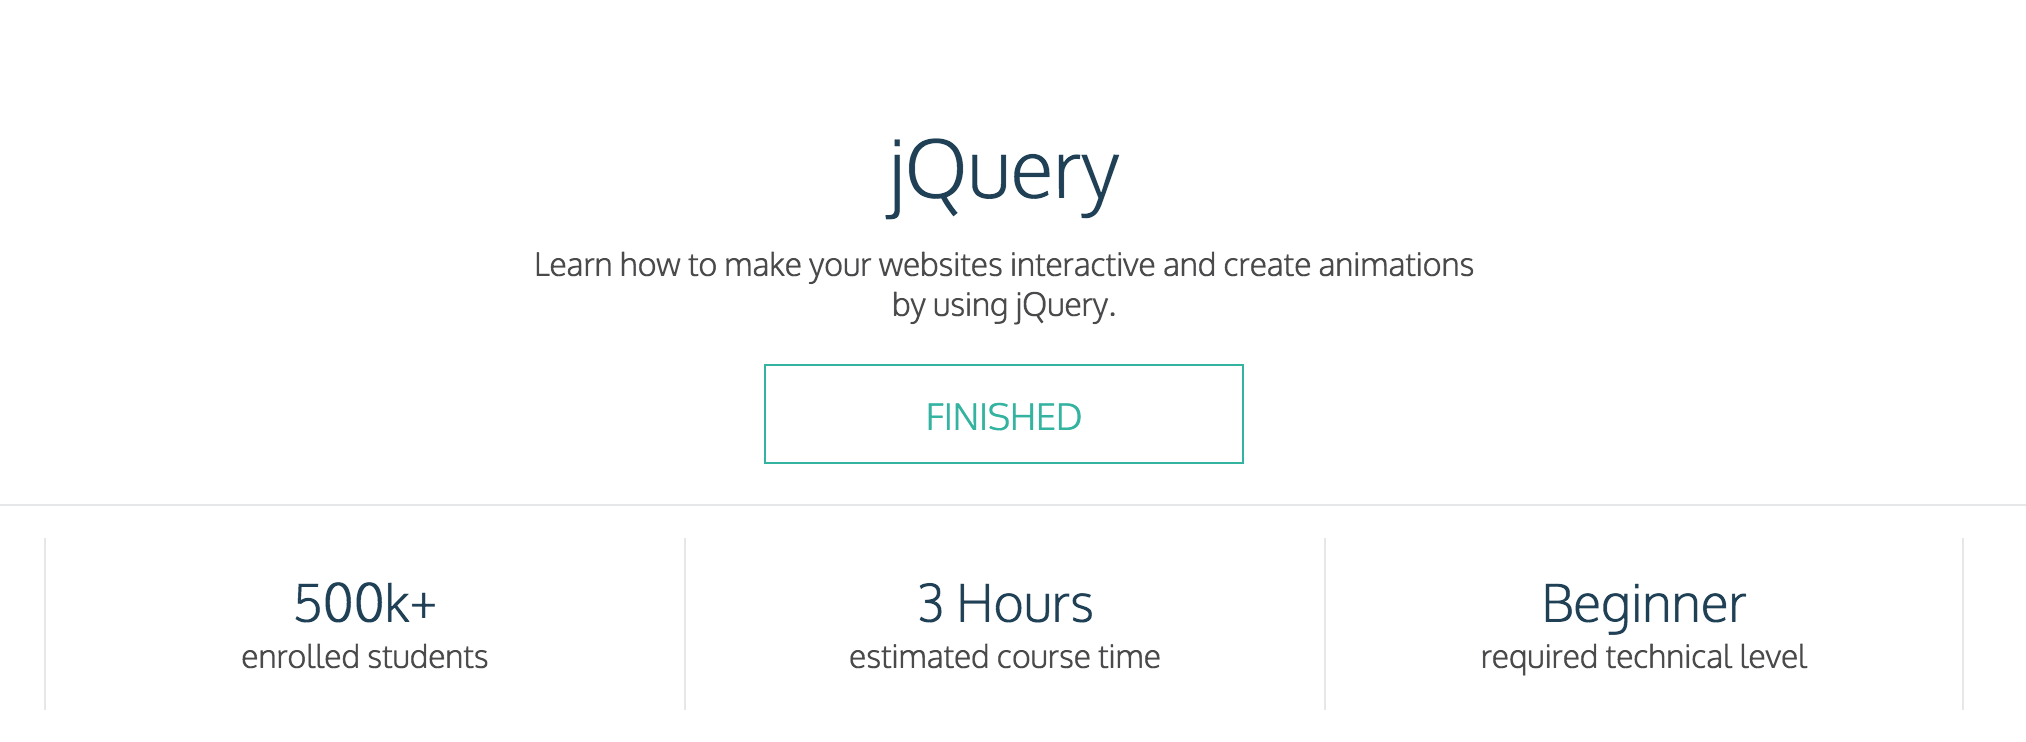 jQuery
Learn how to make your websites interactive and create animations
by using jQuery.
FINISHED
500k+
enrolled students
3 Hours
estimated course time
Beginner
required technical level